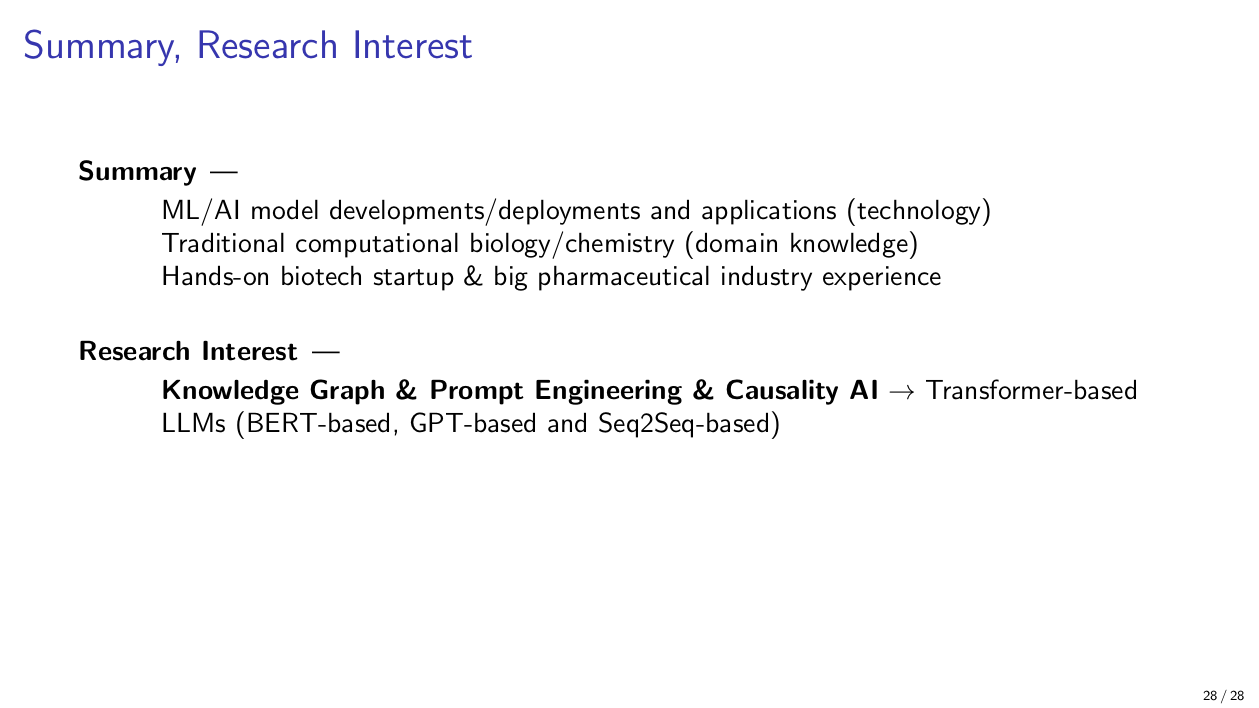 Summary, Research Interest
Summary —
ML/AI model developments/deployments and applications (technology)
Traditional computational biology/chemistry (domain knowledge)
Hands-on biotech startup & big pharmaceutical industry experience
Research Interest —
Knowledge Graph & Prompt Engineering & Causality AI → Transformer-based
LLMs (BERT-based, GPT-based and Seq2Seq-based)
28 / 28